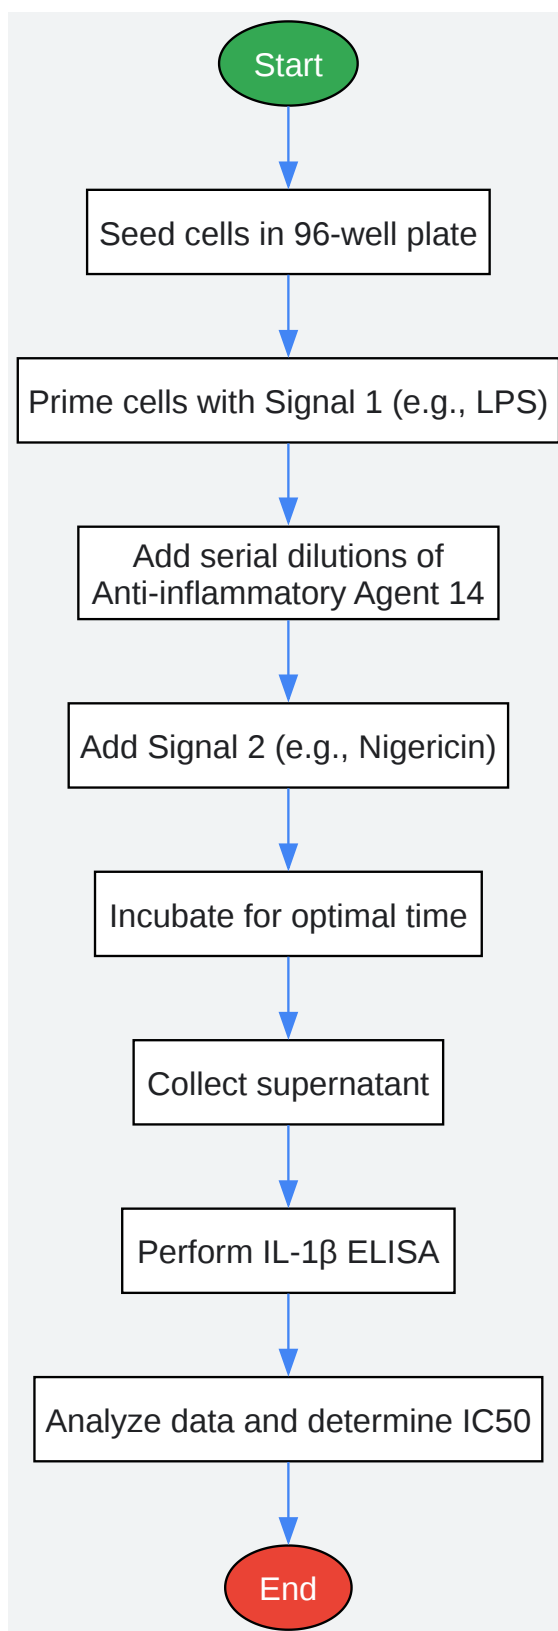 Start
Seed cells in 96-well plate
Prime cells with Signal 1 (e.g., LPS)
Add serial dilutions of
Anti-inflammatory Agent 14
Add Signal 2 (e.g., Nigericin)
Incubate for optimal time
Collect supernatant
Perform IL-1β ELISA
Analyze data and determine IC50
End